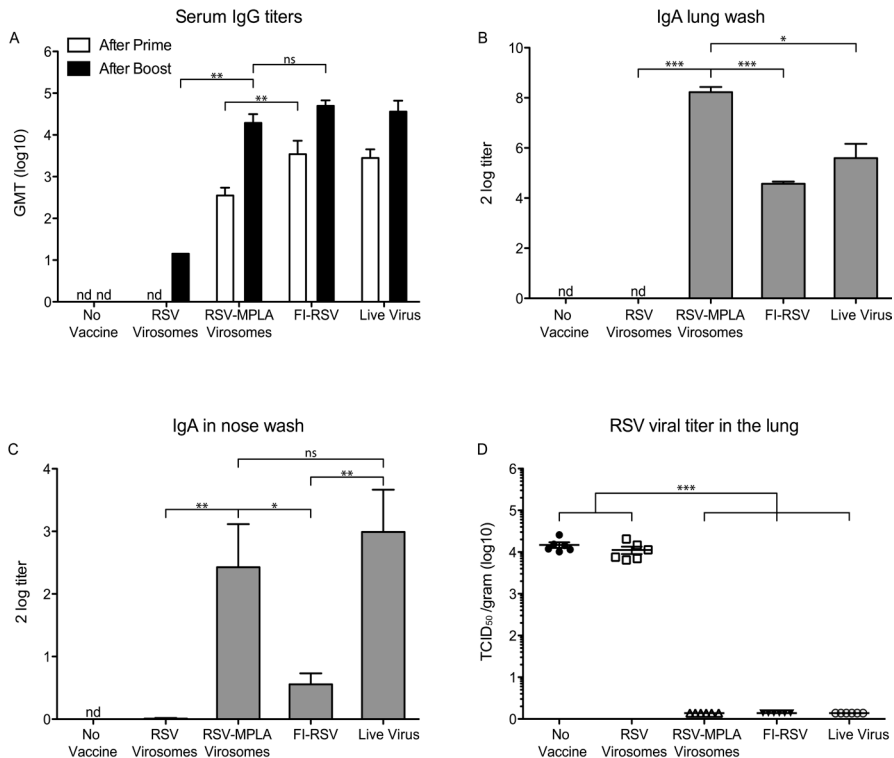 Serum IgG titers
A
After Prime
After Boost
**
ns
**
GMT (log10)
6
5
4
3
2
1
0
nd nd
nd
No
Vaccine
RSV
Virosomes
RSV-MPLA
Virosomes
FI-RSV
Live Virus
IgA lung wash
B
*
***
***
2 log titer
10
8
6
4
2
0
nd
nd
No
Vaccine
RSV
Virosomes
RSV-MPLA
Virosomes
FI-RSV
Live Virus
IgA in nose wash
C
ns
**
**
*
2 log titer
4
3
2
1
0
nd
No
Vaccine
RSV
Virosomes
RSV-MPLA
Virosomes
FI-RSV
Live Virus
RSV viral titer in the lung
D
***
TCID50/gram (log10)
6
5
4
3
2
1
0
No
Vaccine
RSV
Virosomes
RSV-MPLA
Virosomes
FI-RSV
Live Virus